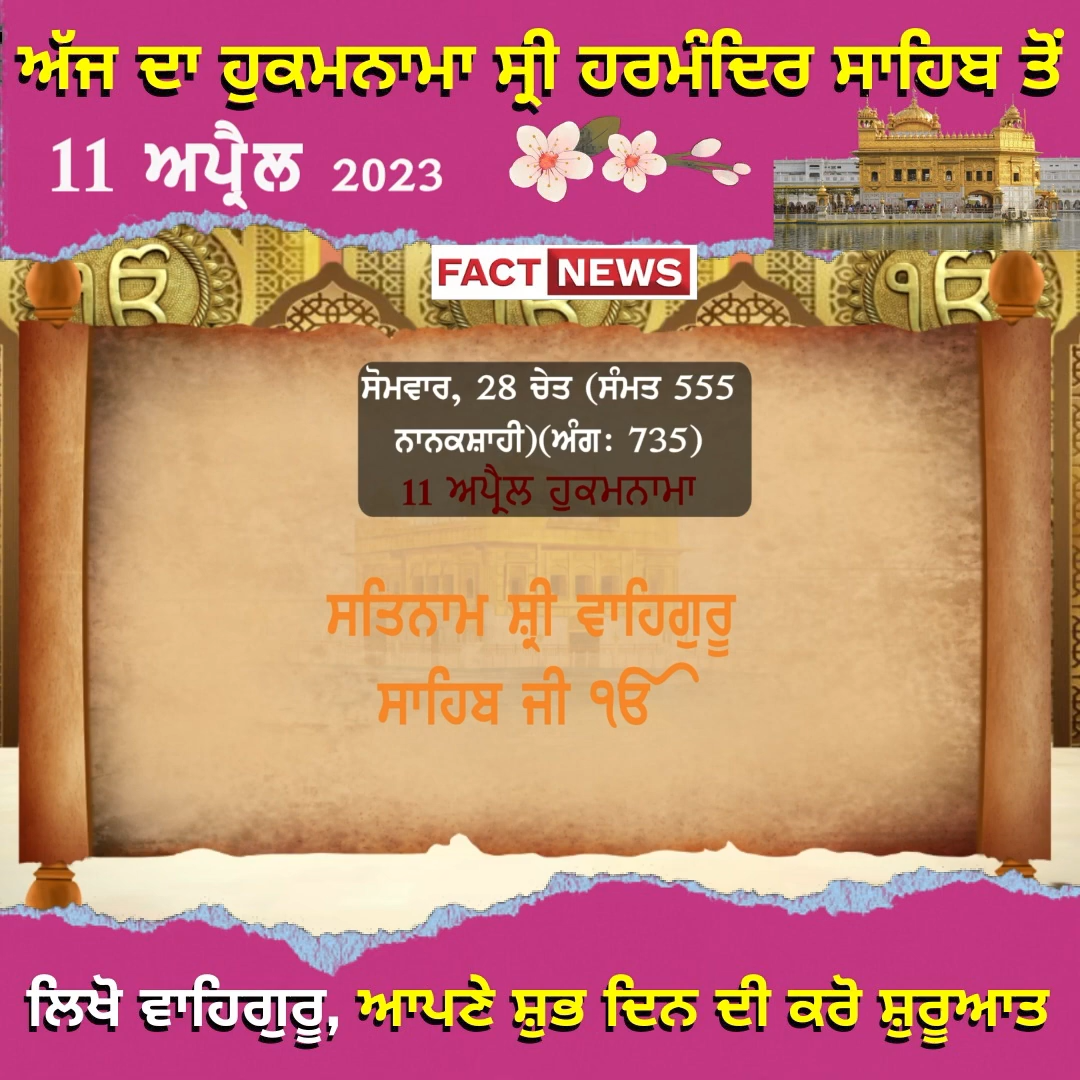 ਅੱਜ ਦਾ ਹੁਕਮਨਾਮਾ ਸ੍ਰੀ ਹਰਮੰਦਿਰ ਸਾਹਿਬ ਤੋਂ
11 ਅਪ੍ਰੈਲ 2023
FACT NEWS
ਸੋਮਵਾਰ, 28 ਚੇਤ (ਸੰਮਤ 555
ਨਾਨਕਸ਼ਾਹੀ)(ਅੰਗ: 735)
11 ਅਪ੍ਰੈਲ ਹੁਕਮਨਾਮਾ
ਸਤਿਨਾਮ ਸ਼੍ਰੀ ਵਾਹਿਗੁਰੂ
ਸਾਹਿਬ ਜੀ ੴ
ਲਿਖੋ ਵਾਹਿਗੁਰੂ, ਆਪਣੇ ਸ਼ੁਭ ਦਿਨ ਦੀ ਕਰੋ ਸ਼ੁਰੂਆਤ